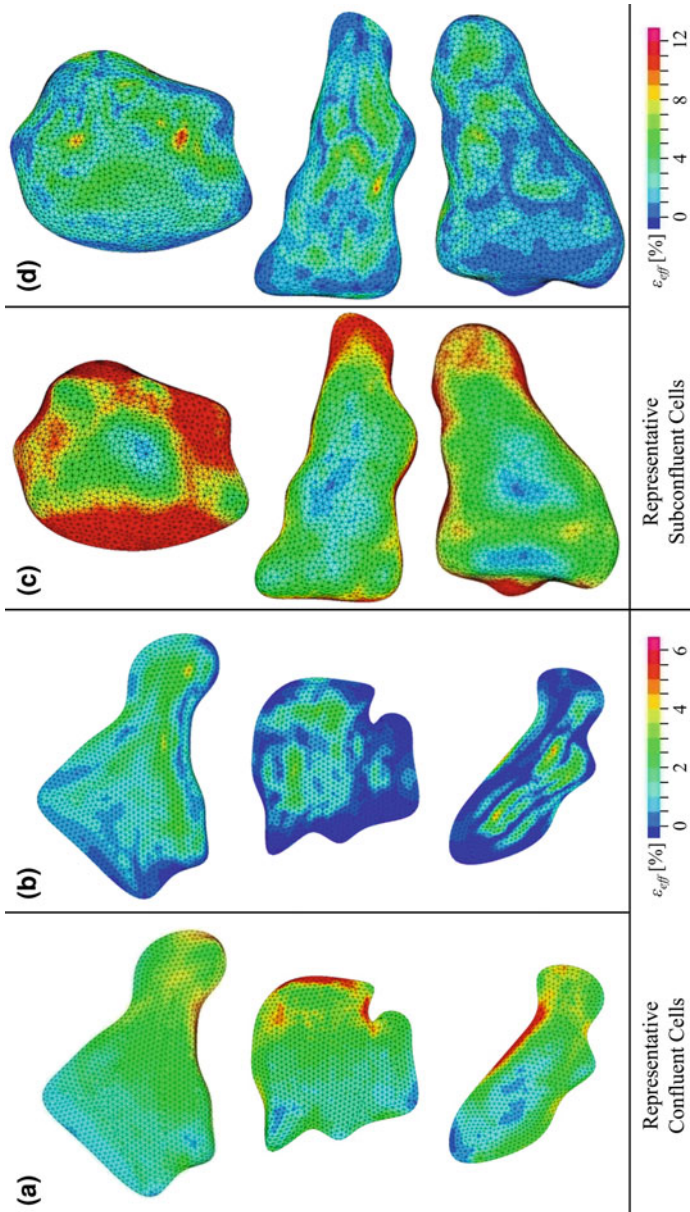 (a)
(b)
(c)
(d)
Representative
Confluent Cells
ε_eff [%] 0 2 4 6
Representative
Subconfluent Cells
ε_eff [%] 0 4 8 12